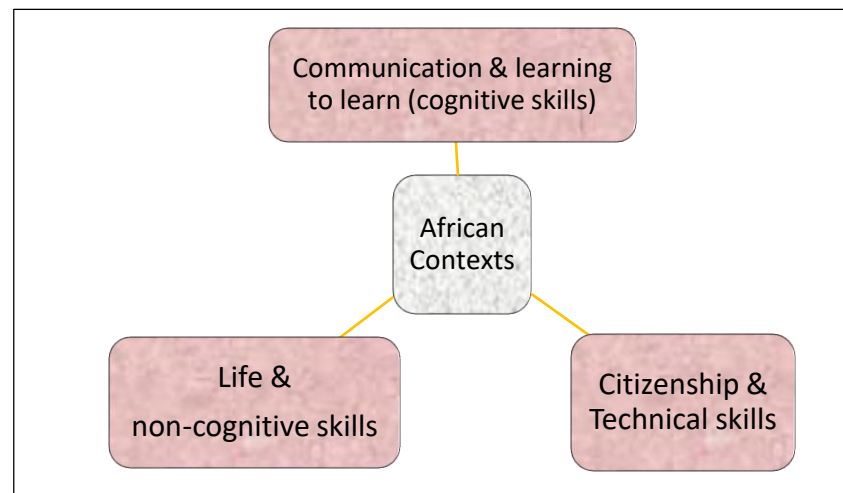 Communication & learning
to learn (cognitive skills)
African
Contexts
Life &
non-cognitive skills
Citizenship &
Technical skills